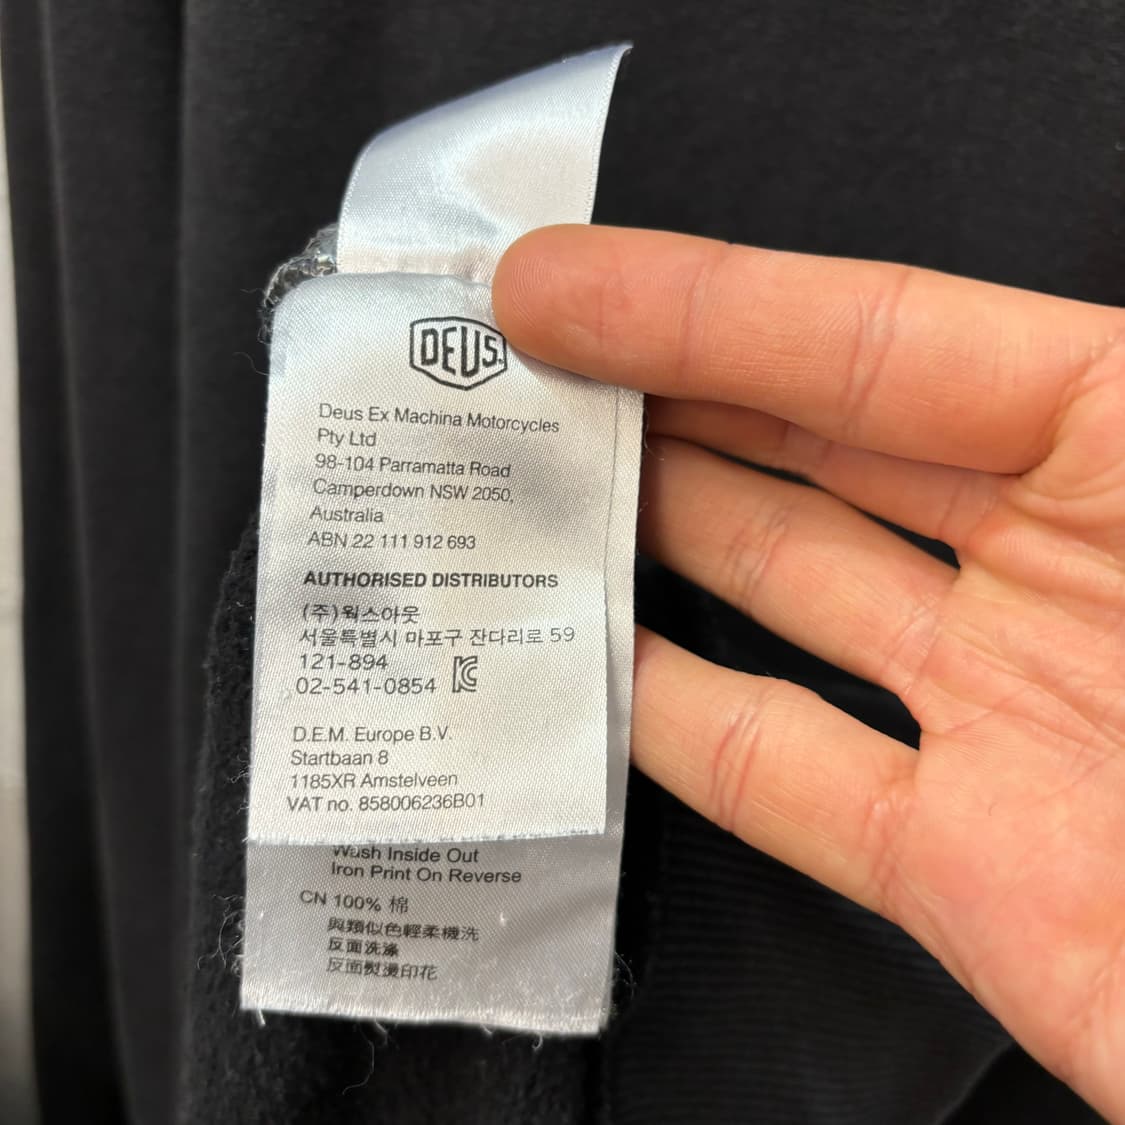 DEUS.
Deus Ex Machina Motorcycles
Pty Ltd
98-104 Parramatta Road
Camperdown NSW 2050,
Australia
ABN 22 111 912 693
AUTHORISED DISTRIBUTORS
(주)웍스아웃
서울특별시 마포구 잔다리로 59
121-894
02-541-0854
D.E.M. Europe B.V.
Startbaan 8
1185XR Amstelveen
VAT no. 858006236B01
Wash Inside Out
Iron Print On Reverse
CN 100% 棉
與類似色輕柔機洗
反面洗滌
反面熨燙印花